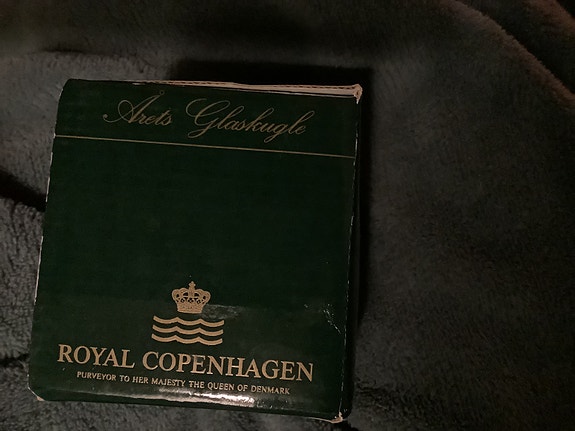 Årets Glaskugle
ROYAL COPENHAGEN
PURVEYOR TO HER MAJESTY THE QUEEN OF DENMARK